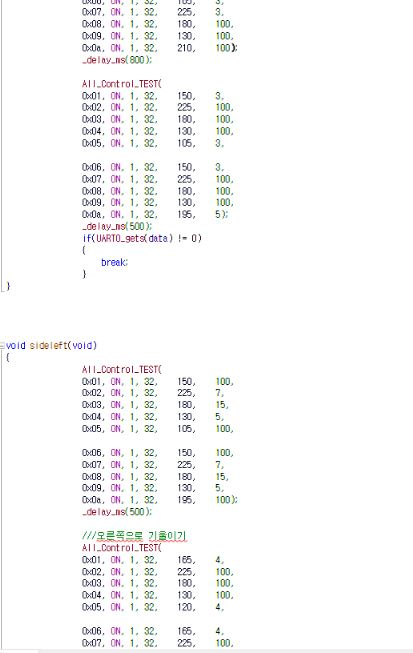 0x06, ON, 1, 32, 165, 3,
0x07, ON, 1, 32, 225, 3,
0x08, ON, 1, 32, 180, 100,
0x09, ON, 1, 32, 130, 100,
0x0a, ON, 1, 32, 210, 100);
_delay_ms(800);
All_Control_TEST(
0x01, ON, 1, 32, 150, 3,
0x02, ON, 1, 32, 225, 100,
0x03, ON, 1, 32, 180, 100,
0x04, ON, 1, 32, 130, 100,
0x05, ON, 1, 32, 105, 3,
0x06, ON, 1, 32, 150, 3,
0x07, ON, 1, 32, 225, 100,
0x08, ON, 1, 32, 180, 100,
0x09, ON, 1, 32, 130, 100,
0x0a, ON, 1, 32, 195, 5);
_delay_ms(500);
if(UART0_gets(data) != 0)
{
break;
}
}
void sideleft(void)
{
All_Control_TEST(
0x01, ON, 1, 32, 150, 100,
0x02, ON, 1, 32, 225, 7,
0x03, ON, 1, 32, 180, 15,
0x04, ON, 1, 32, 130, 5,
0x05, ON, 1, 32, 105, 100,
0x06, ON, 1, 32, 150, 100,
0x07, ON, 1, 32, 225, 7,
0x08, ON, 1, 32, 180, 15,
0x09, ON, 1, 32, 130, 5,
0x0a, ON, 1, 32, 195, 100);
_delay_ms(500);
///오른쪽으로 기울이기
All_Control_TEST(
0x01, ON, 1, 32, 165, 4,
0x02, ON, 1, 32, 225, 100,
0x03, ON, 1, 32, 180, 100,
0x04, ON, 1, 32, 130, 100,
0x05, ON, 1, 32, 120, 4,
0x06, ON, 1, 32, 165, 4,
0x07, ON, 1, 32, 225, 100,